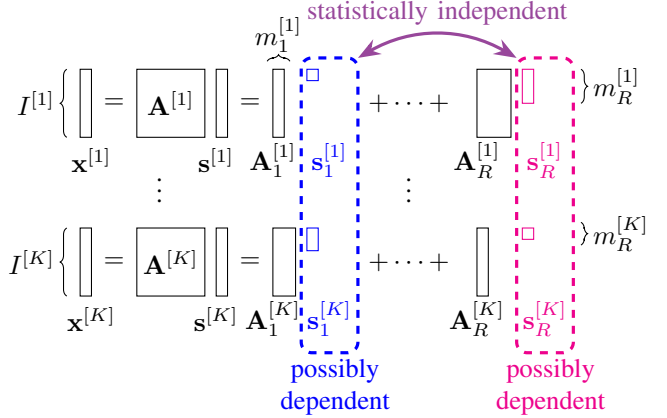 statistically independent
m_1^{[1]}
I^{[1]} { x^{[1]} = A^{[1]} s^{[1]} = A_1^{[1]} s_1^{[1]} + ··· + A_R^{[1]} s_R^{[1]} } m_R^{[1]}
⋮ ⋮
I^{[K]} { x^{[K]} = A^{[K]} s^{[K]} = A_1^{[K]} s_1^{[K]} + ··· + A_R^{[K]} s_R^{[K]} } m_R^{[K]}
possibly possibly
dependent dependent